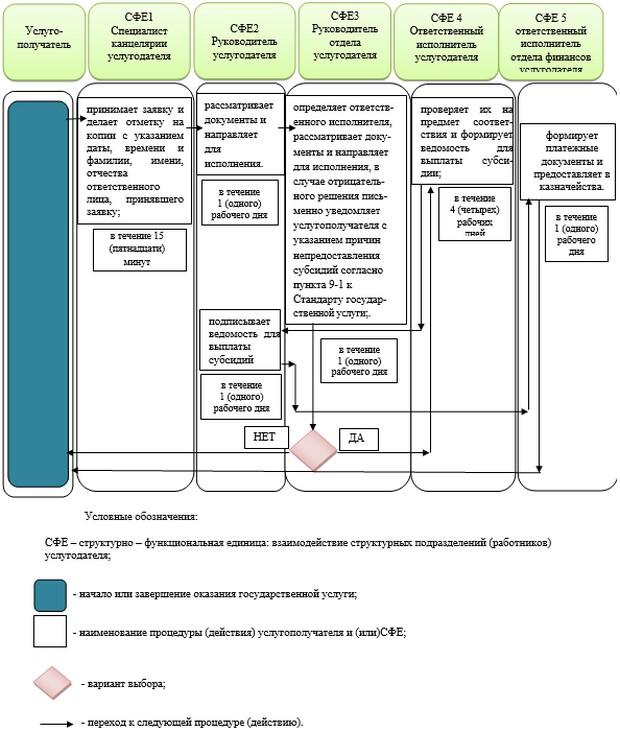 Услуго-
получатель
СФЕ1
Специалист
канцелярии
услугодателя
СФЕ2
Руководитель
услугодателя
СФЕ3
Руководитель
отдела
услугодателя
СФЕ 4
Ответственный
исполнитель
услугодателя
СФЕ 5
ответственный
исполнитель
отдела финансов
услугодателя
принимает заявку и
делает отметку на
копии с указанием
даты, времени и
фамилии, имени,
отчества
ответственного
лица, принявшего
заявку;
в течение 15
(пятнадцати)
минут
рассматривает
документы и
направляет
для
исполнения.
в течение
1 (одного)
рабочего дня
подписывает
ведомость для
выплаты
субсидий
в течение
1 (одного)
рабочего дня
определяет ответст-
венного исполнителя,
рассматривает доку-
менты и направляет
для исполнения, в
случае отрицатель-
ного решения пись-
менно уведомляет
услугополучателя с
указанием причин
непредоставления
субсидий согласно
пункта 9-1 к
Стандарту государ-
ственной услуги;.
в течение
1 (одного)
рабочего дня
проверяет их на
предмет соответ-
ствия и формирует
ведомость для
выплаты субси-
дии;
в течение
4 (четырех)
рабочих
дней
формирует
платежные
документы и
предоставляет в
казначейства.
в течение
1 (одного)
рабочего
дня
НЕТ
ДА
Условные обозначения:
СФЕ – структурно – функциональная единица: взаимодействие структурных подразделений (работников)
услугодателя;
- начало или завершение оказания государственной услуги;
- наименование процедуры (действия) услугополучателя и (или)СФЕ;
- вариант выбора;
- переход к следующей процедуре (действию).